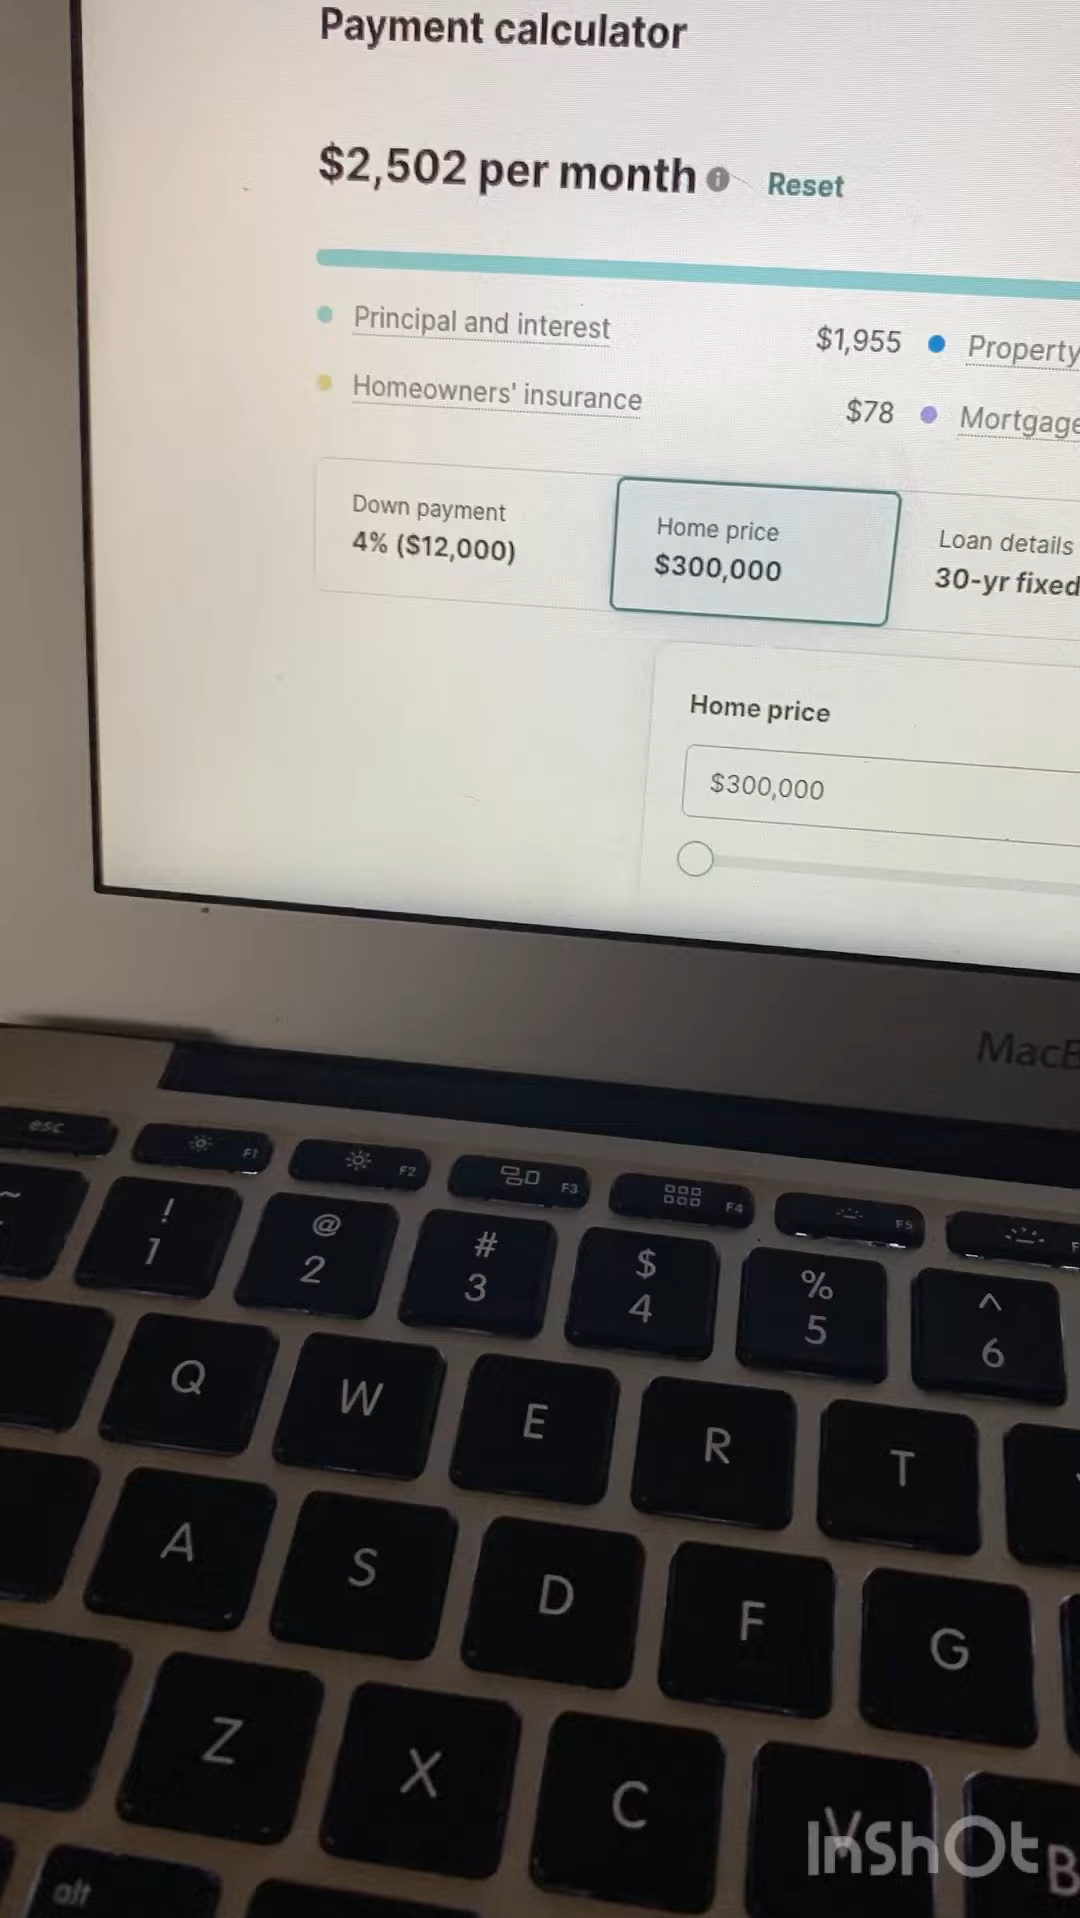 Payment calculator
$2,502 per month Reset
Principal and interest $1,955 Property
Homeowners' insurance $78 Mortgage
Down payment Home price Loan details
4% ($12,000) $300,000 30-yr fixed
Home price
$300,000
MacB
esc F1 F2 F3 F4 F5 F
~ ! @ # $ % ^
1 2 3 4 5 6
Q W E R T
A S D F G
Z X C V B
alt
InShOt